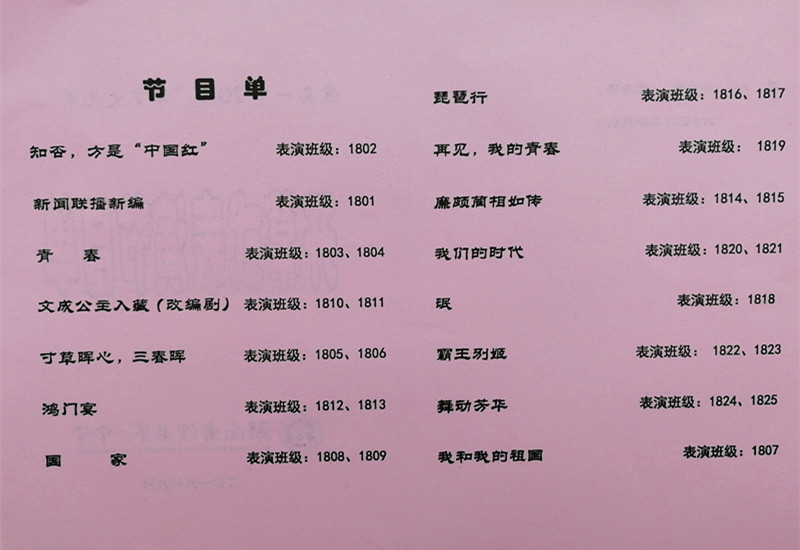 节目单
知否，方是“中国红” 表演班级：1802
新闻联播新编 表演班级：1801
青 春 表演班级：1803、1804
文成公主入藏（改编剧） 表演班级：1810、1811
寸草晖心，三春晖 表演班级：1805、1806
鸿门宴 表演班级：1812、1813
国 家 表演班级：1808、1809
琵琶行 表演班级：1816、1817
再见，我的青春 表演班级： 1819
廉颇蔺相如传 表演班级：1814、1815
我们的时代 表演班级：1820、1821
氓 表演班级：1818
霸王别姬 表演班级： 1822、1823
舞动芳华 表演班级：1824、1825
我和我的祖国 表演班级：1807